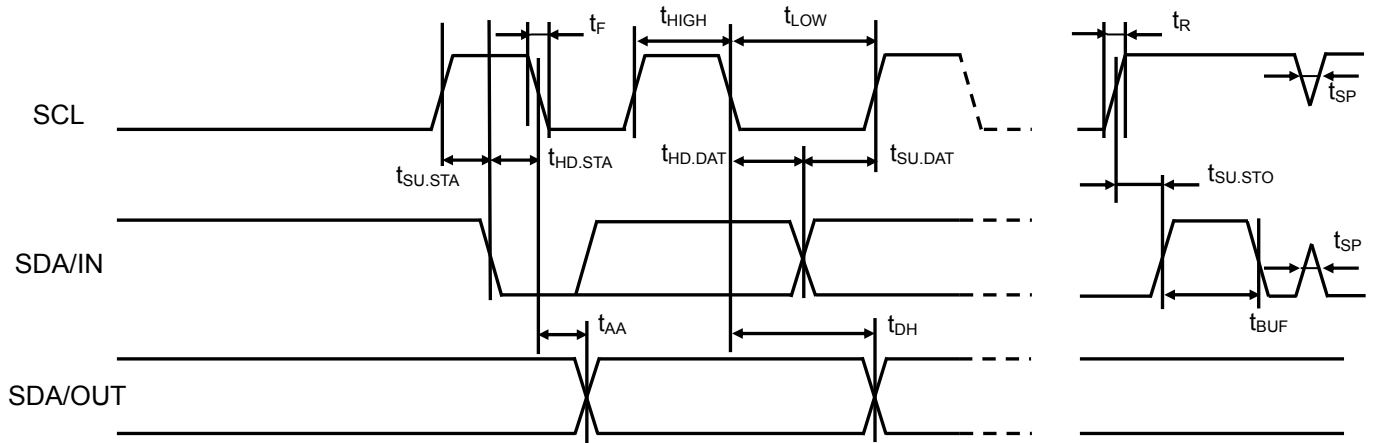 tF
tHIGH
tLOW
tR
SCL
tSP
tSU.STA
tHD.STA
tHD.DAT
tSU.DAT
tSU.STO
SDA/IN
tSP
tAA
tDH
tBUF
SDA/OUT